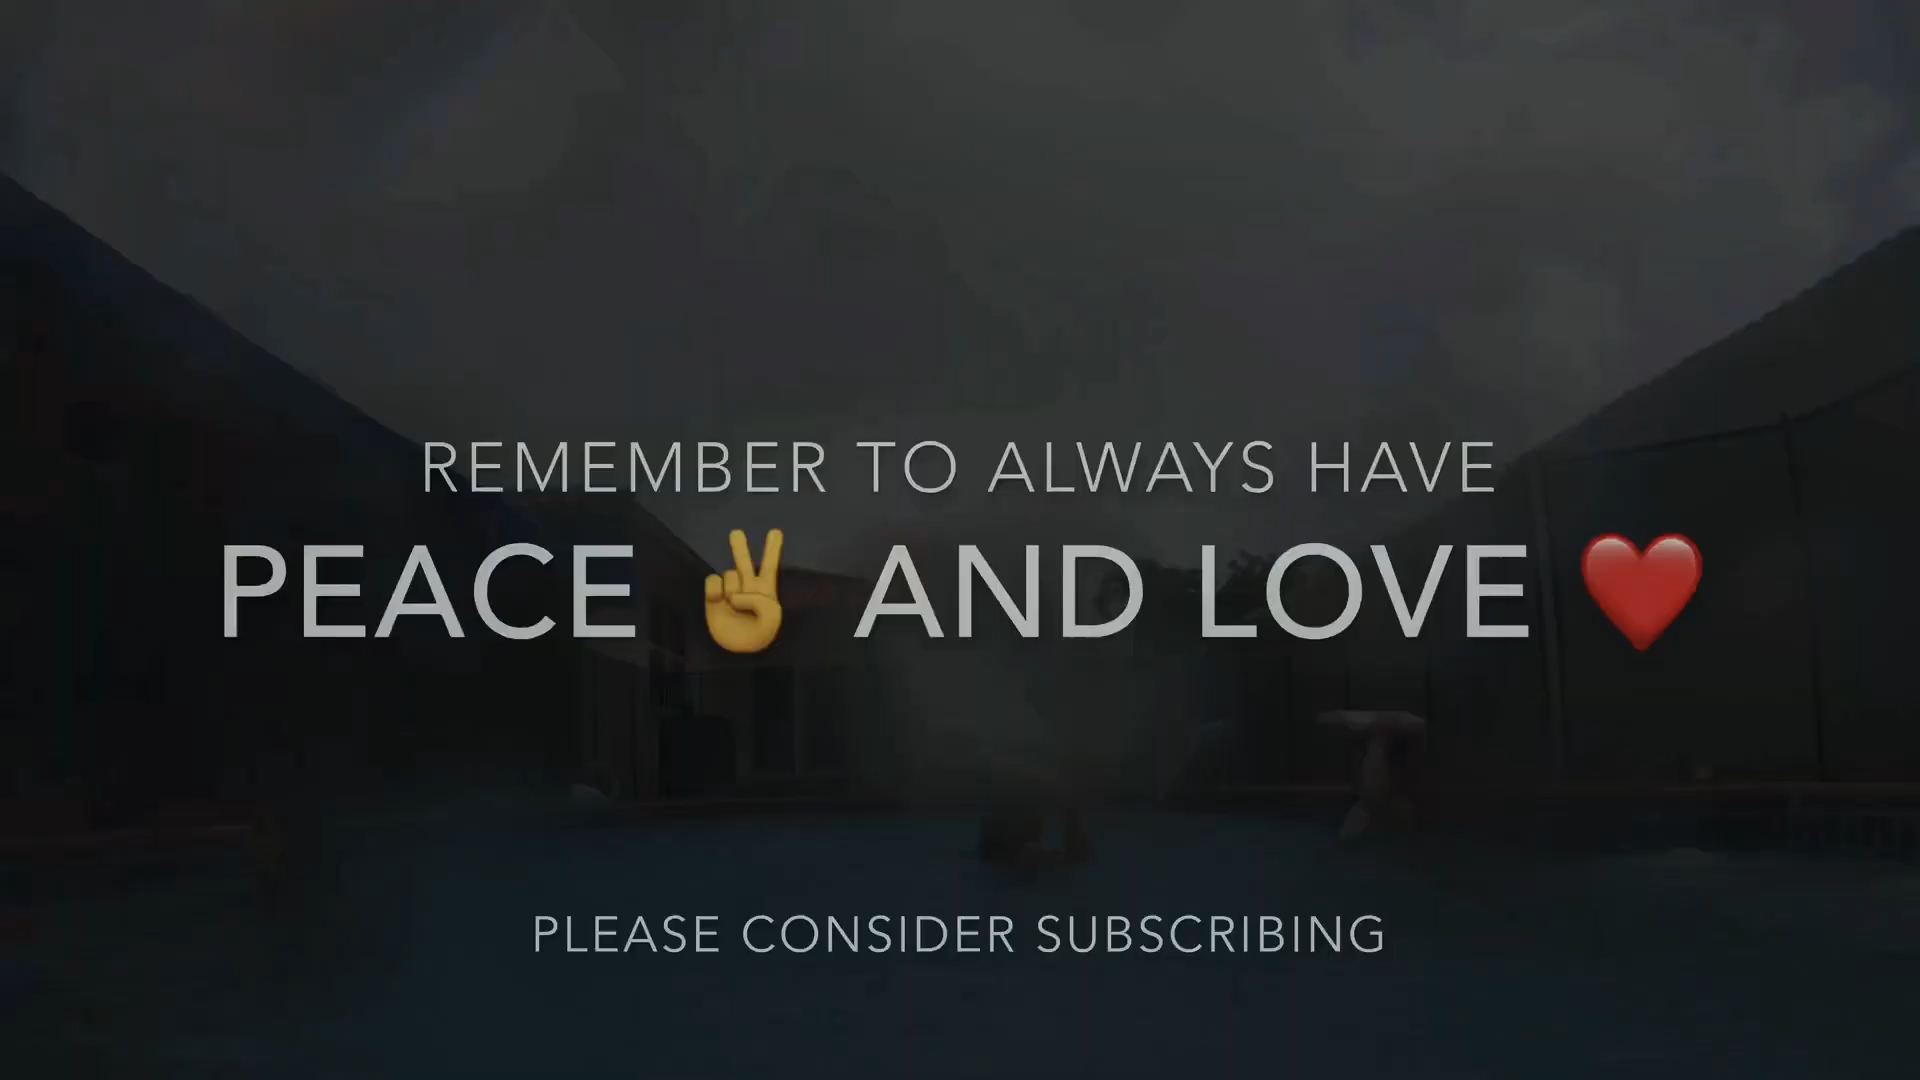 REMEMBER TO ALWAYS HAVE
PEACE ✌️ AND LOVE ❤️
PLEASE CONSIDER SUBSCRIBING